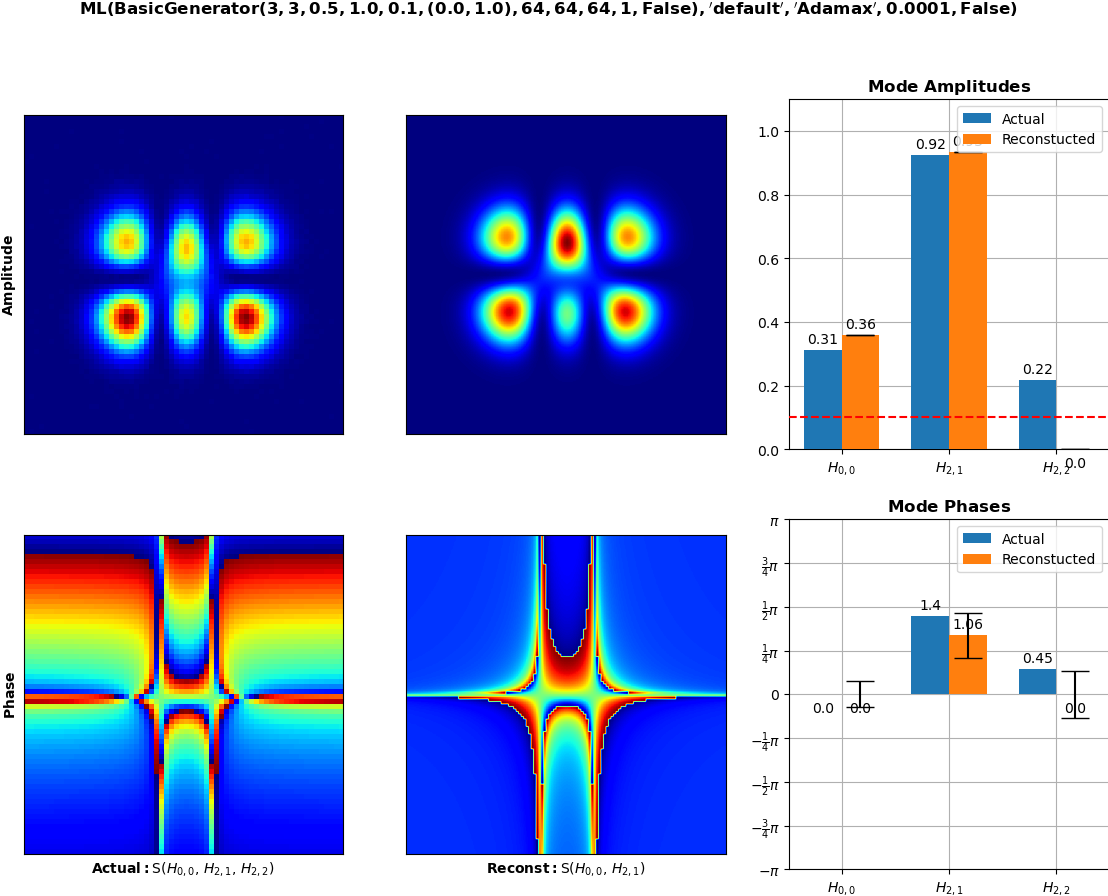 ML(BasicGenerator(3, 3, 0.5, 1.0, 0.1, (0.0, 1.0), 64, 64, 64, 1, False), ′default′, ′Adamax′, 0.0001, False)
Amplitude
Mode Amplitudes
Actual
Reconstucted
1.0
0.8
0.6
0.4
0.2
0.0
0.31
0.36
0.92
0.22
0.0
H0,0
H2,1
H2,2
Phase
Actual: S(H0,0, H2,1, H2,2)
Reconst: S(H0,0, H2,1)
Mode Phases
Actual
Reconstucted
π
3/4π
1/2π
1/4π
0
−1/4π
−1/2π
−3/4π
−π
0.0
0.0
1.4
1.06
0.45
0.0
H0,0
H2,1
H2,2